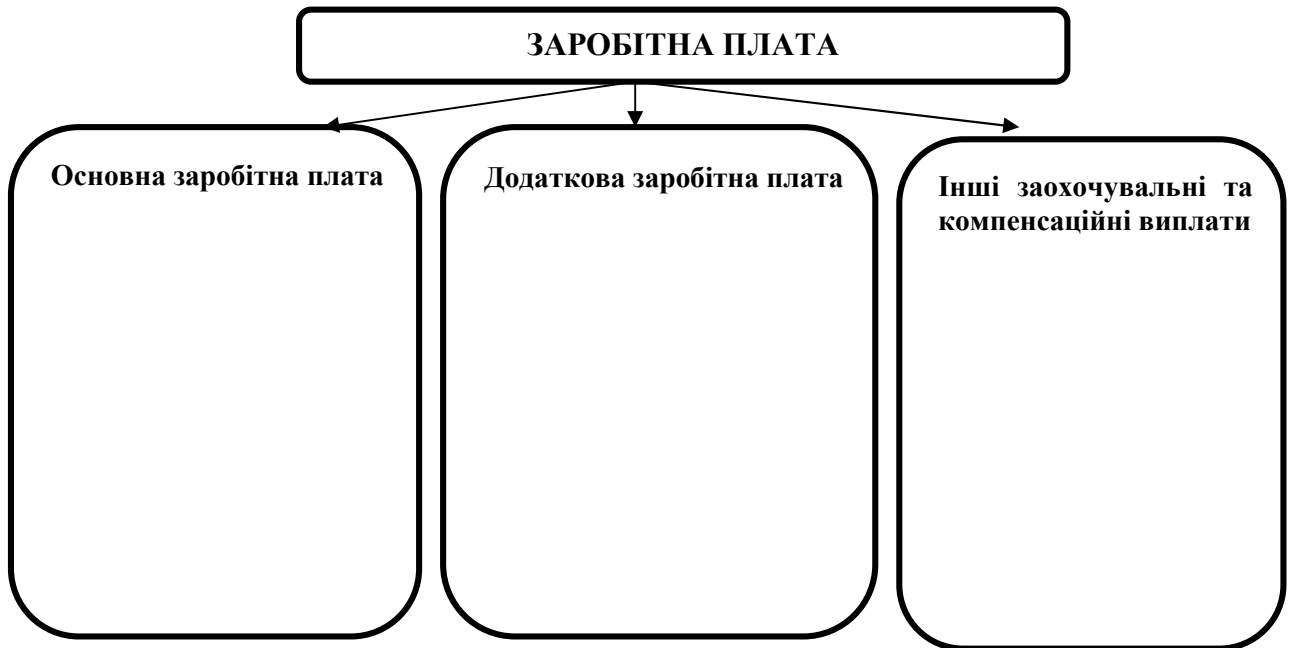 ЗАРОБІТНА ПЛАТА
Основна заробітна плата
Додаткова заробітна плата
Інші заохочувальні та
компенсаційні виплати